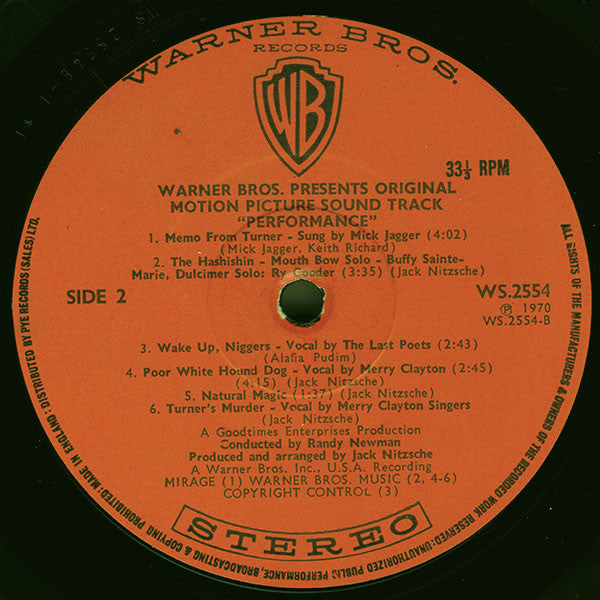 WARNER BROS.
RECORDS
WB
33⅓ RPM
WARNER BROS. PRESENTS ORIGINAL
MOTION PICTURE SOUND TRACK
"PERFORMANCE"
1. Memo From Turner - Sung by Mick Jagger (4:02)
(Mick Jagger, Keith Richard)
2. The Hashishin - Mouth Bow Solo - Buffy Sainte-
Marie, Dulcimer Solo: Ry Cooder (3:35) (Jack Nitzsche)
SIDE 2
WS.2554
Ⓟ 1970
WS.2554-B
3. Wake Up, Niggers - Vocal by The Last Poets (2:43)
(Alafia Pudim)
4. Poor White Hound Dog - Vocal by Merry Clayton (2:45)
(4:15) (Jack Nitzsche)
5. Natural Magic (1:37) (Jack Nitzsche)
6. Turner's Murder - Vocal by Merry Clayton Singers
(Jack Nitzsche)
A Goodtimes Enterprises Production
Conducted by Randy Newman
Produced and arranged by Jack Nitzsche
A Warner Bros. Inc., U.S.A. Recording
MIRAGE (1) WARNER BROS. MUSIC (2, 4-6)
COPYRIGHT CONTROL (3)
STEREO
ALL RIGHTS OF THE MANUFACTURERS & OWNERS OF THE RECORDED WORK RESERVED: UNAUTHORIZED PUBLIC PERFORMANCE, BROADCASTING & COPYING PROHIBITED: MADE IN ENGLAND : DISTRIBUTED BY PYE RECORDS (SALES) LTD.